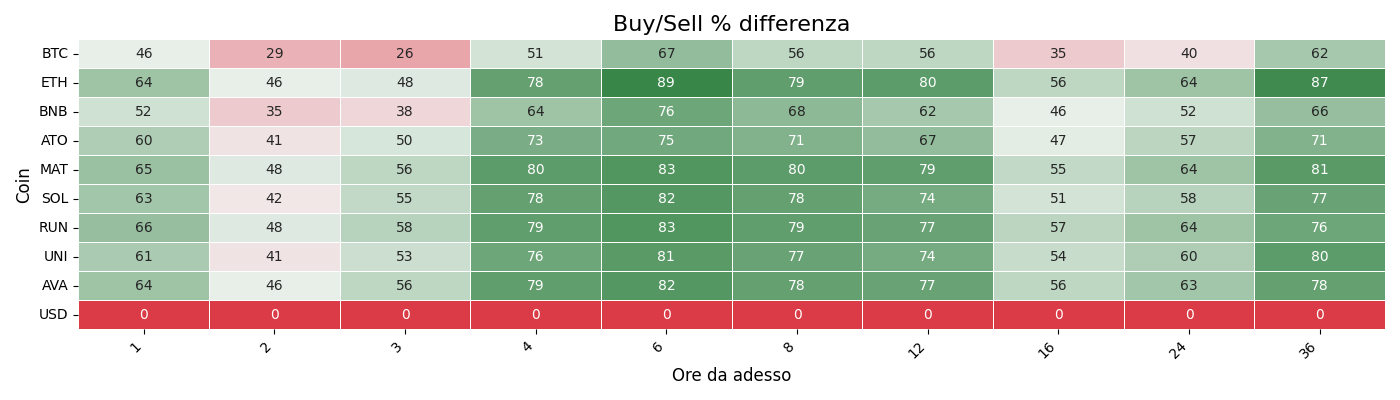 Buy/Sell % differenza
Coin
BTC 46 29 26 51 67 56 56 35 40 62
ETH 64 46 48 78 89 79 80 56 64 87
BNB 52 35 38 64 76 68 62 46 52 66
ATO 60 41 50 73 75 71 67 47 57 71
MAT 65 48 56 80 83 80 79 55 64 81
SOL 63 42 55 78 82 78 74 51 58 77
RUN 66 48 58 79 83 79 77 57 64 76
UNI 61 41 53 76 81 77 74 54 60 80
AVA 64 46 56 79 82 78 77 56 63 78
USD 0 0 0 0 0 0 0 0 0 0
1 2 3 4 6 8 12 16 24 36
Ore da adesso